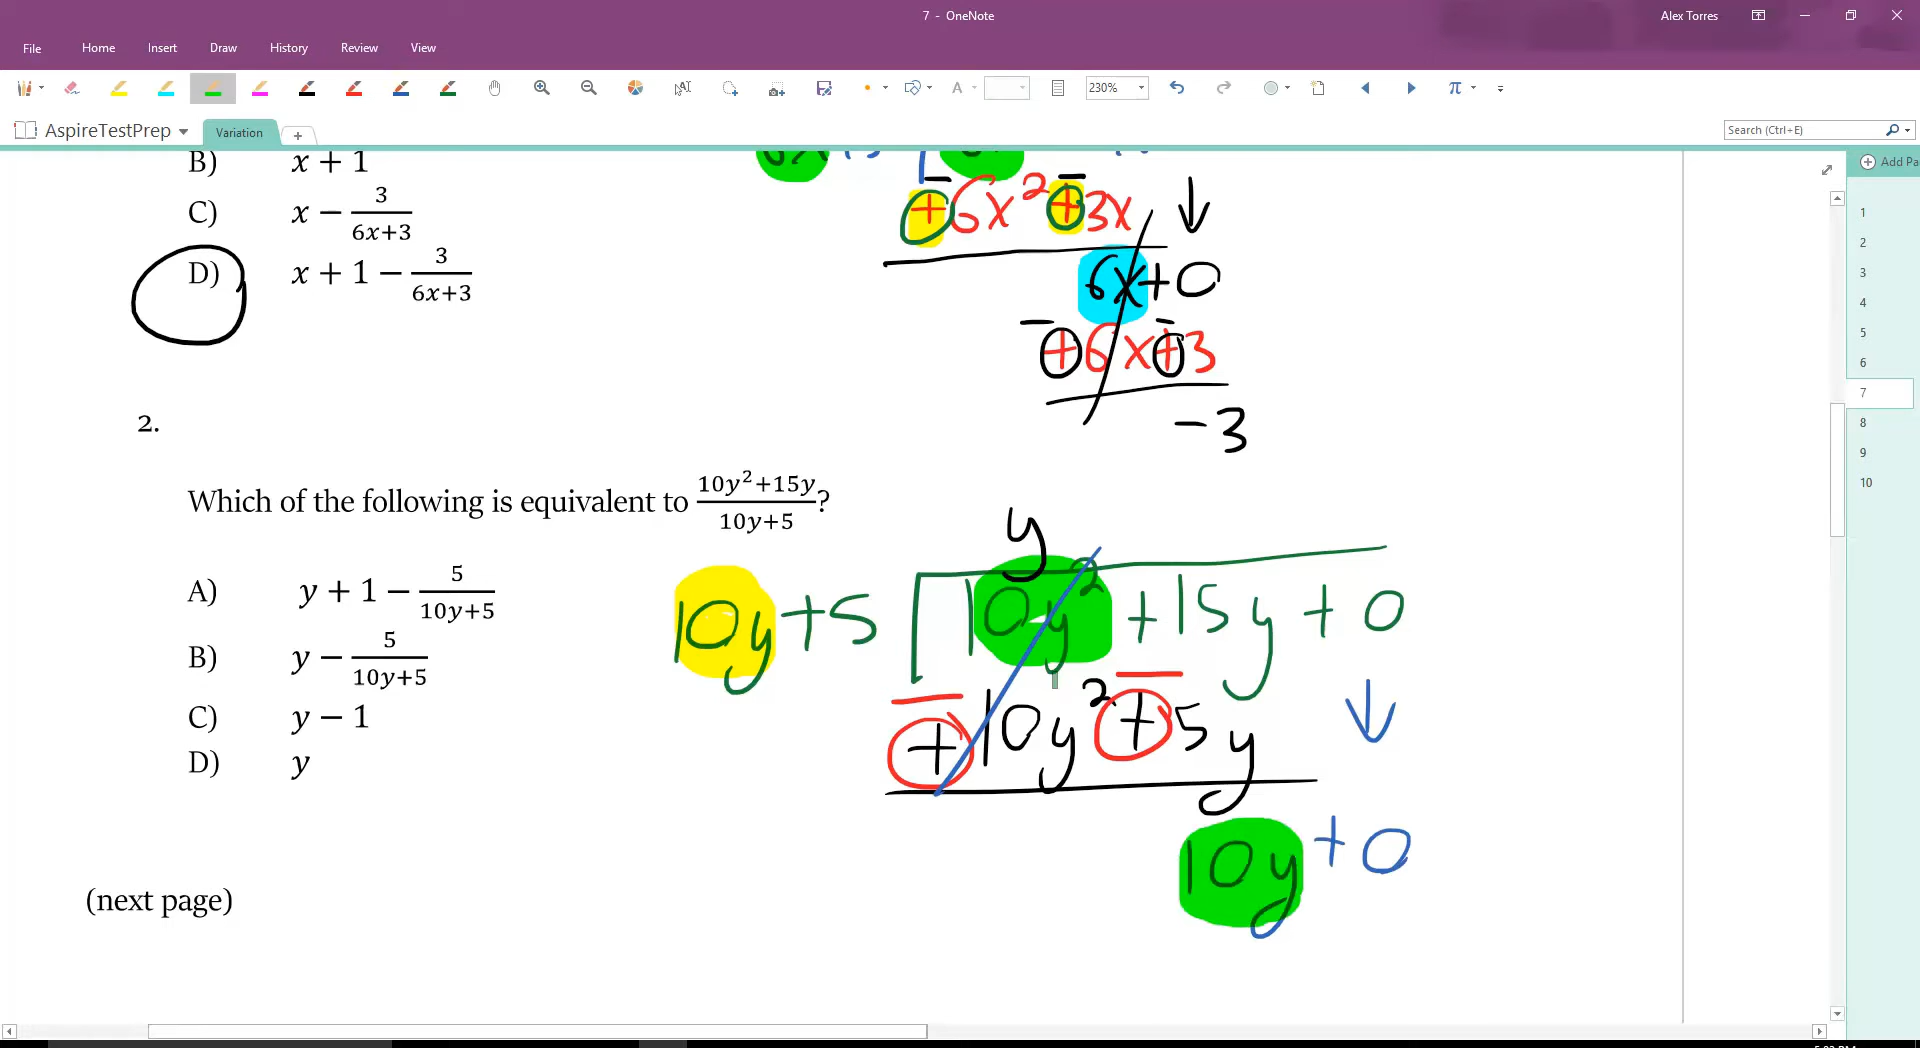 7 - OneNote
Alex Torres
File Home Insert Draw History Review View
230%
AspireTestPrep
Variation
+
Search (Ctrl+E)
Add Pa
1
2
3
4
5
6
7
8
9
10
B) x + 1
C) x − 3/(6x+3)
D) x + 1 − 3/(6x+3)
+6x² +3x
6x+0
− −
+6x+3
−3
2.
Which of the following is equivalent to (10y²+15y)/(10y+5)?
A) y + 1 − 5/(10y+5)
B) y − 5/(10y+5)
C) y − 1
D) y
y
10y+5 10y² +15y + 0
− −
+10y² +5y
10y + 0
(next page)